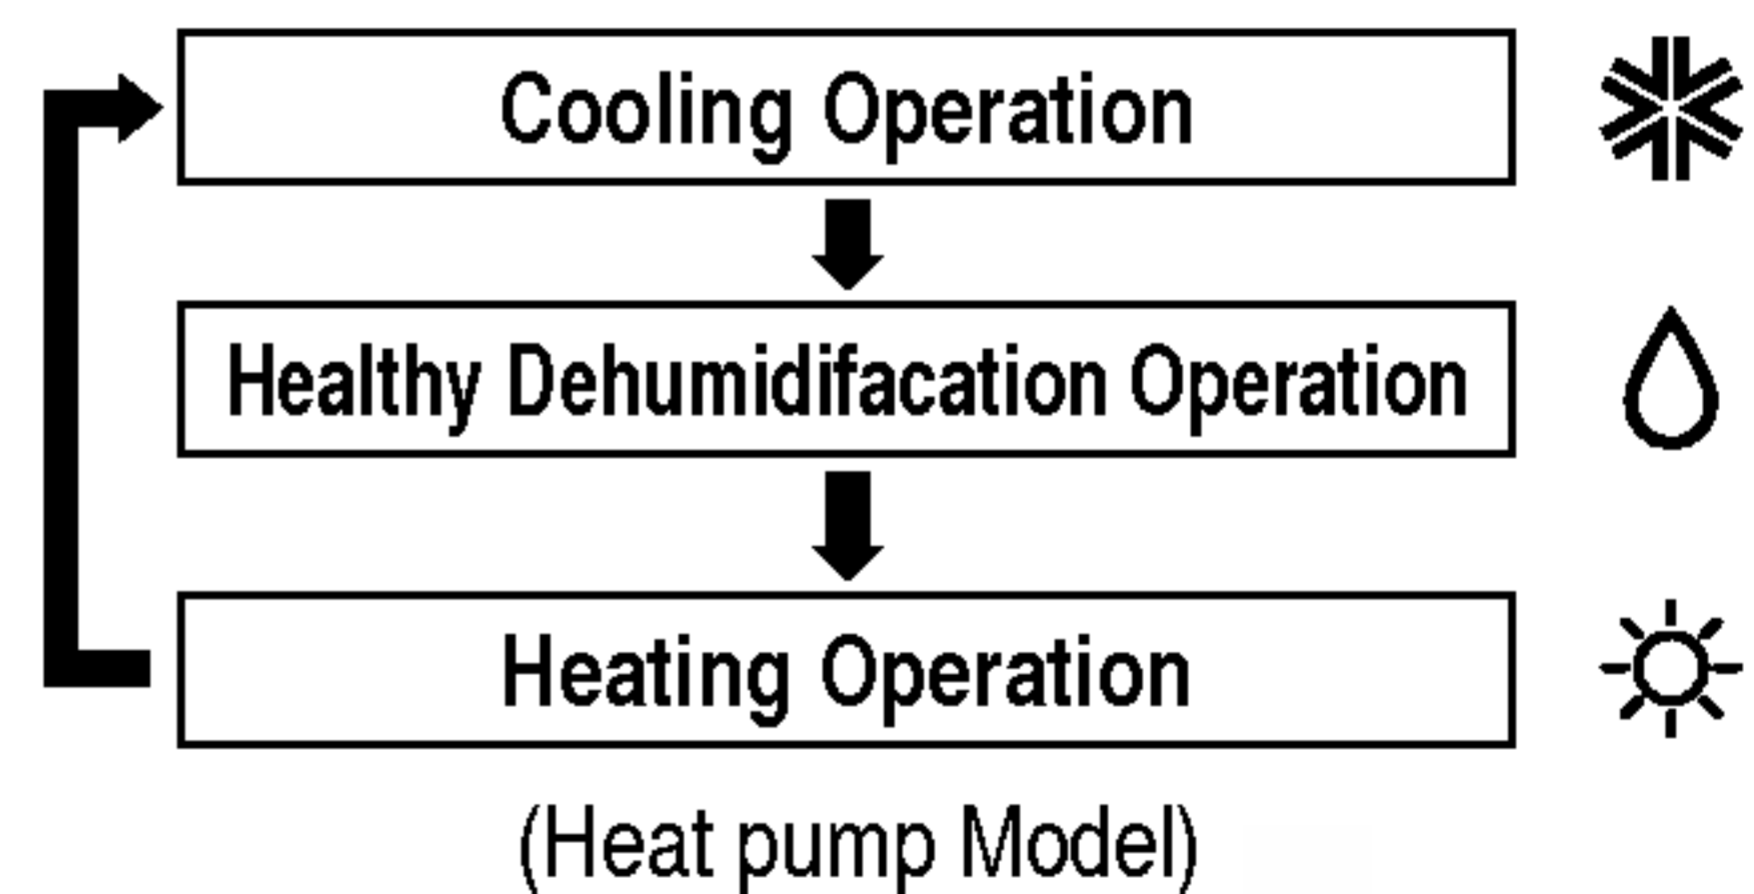 Cooling Operation
Healthy Dehumidifacation Operation
Heating Operation
(Heat pump Model)